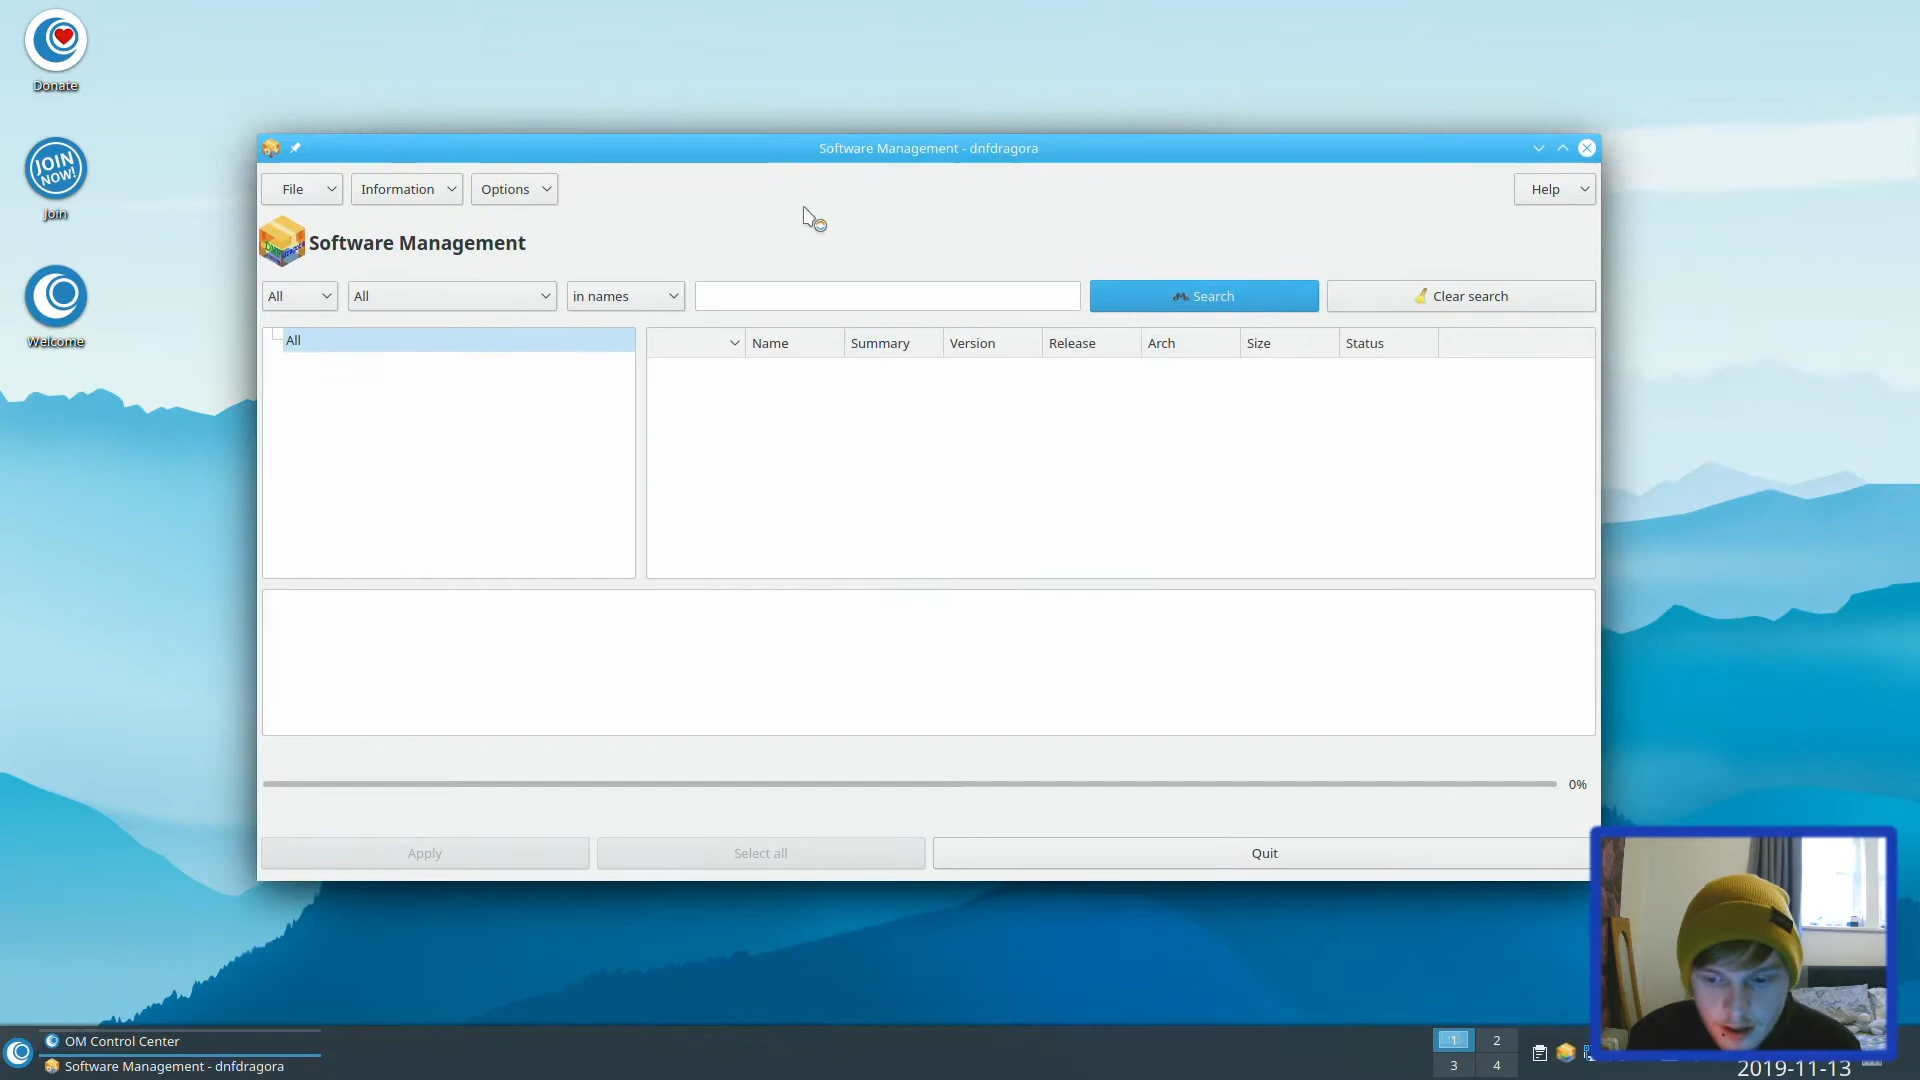 Donate
JOIN
NOW!
Join
Welcome
Software Management - dnfdragora
File
Information
Options
Help
Software Management
All
All
in names
Search
Clear search
All
Name
Summary
Version
Release
Arch
Size
Status
0%
Apply
Select all
Quit
OM Control Center
Software Management - dnfdragora
1
2
3
4
2019-11-13